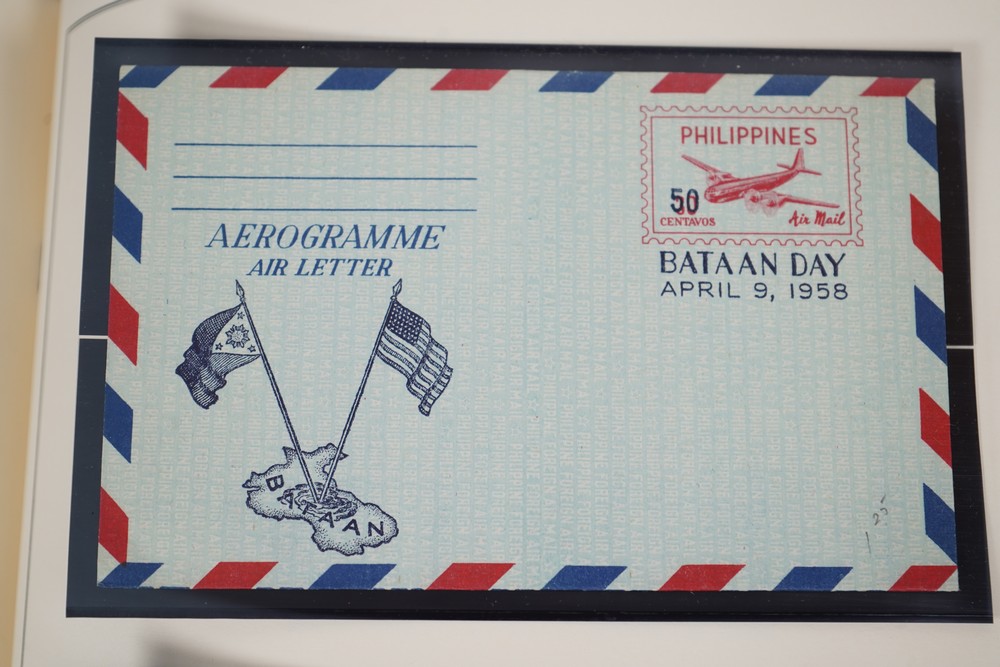 PHILIPPINES
50
CENTAVOS
Air Mail
AEROGRAMME
AIR LETTER
BATAAN DAY
APRIL 9, 1958
BATAAN